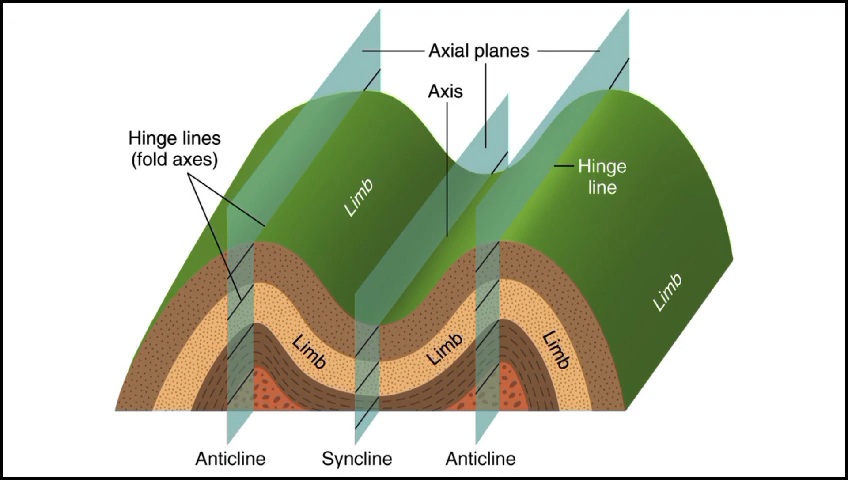 Axial planes
Axis
Hinge lines
(fold axes)
Hinge
line
Limb
Limb
Limb
Limb
Limb
Anticline
Syncline
Anticline